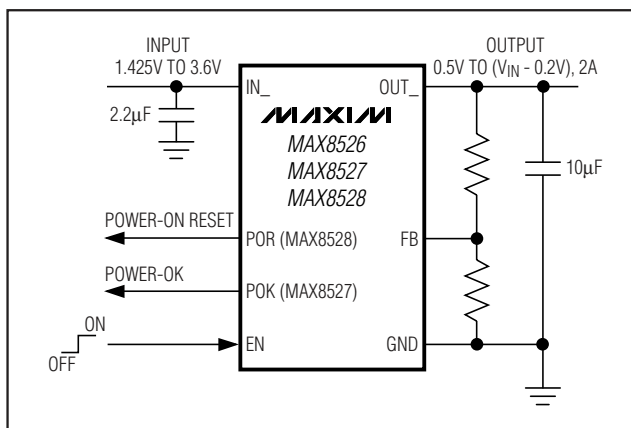 INPUT
1.425V TO 3.6V
OUTPUT
0.5V TO (VIN - 0.2V), 2A
IN_
OUT_
2.2µF
MAXIM
MAX8526
MAX8527
MAX8528
10µF
POWER-ON RESET
POR (MAX8528)
FB
POWER-OK
POK (MAX8527)
ON
OFF
EN
GND